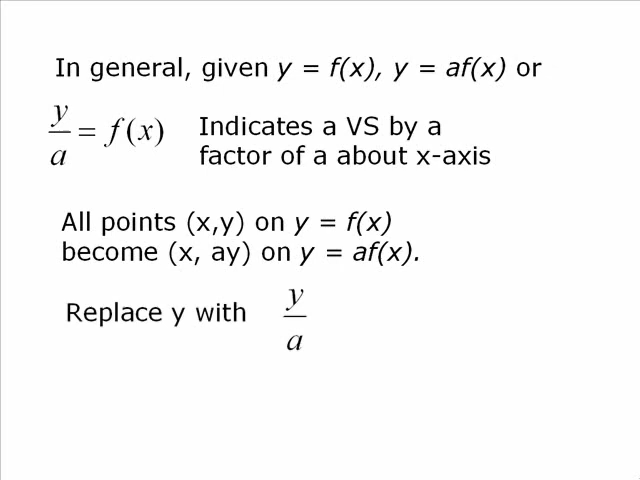 In general, given y = f(x), y = af(x) or
y/a = f(x)
Indicates a VS by a
factor of a about x-axis
All points (x,y) on y = f(x)
become (x, ay) on y = af(x).
Replace y with y/a